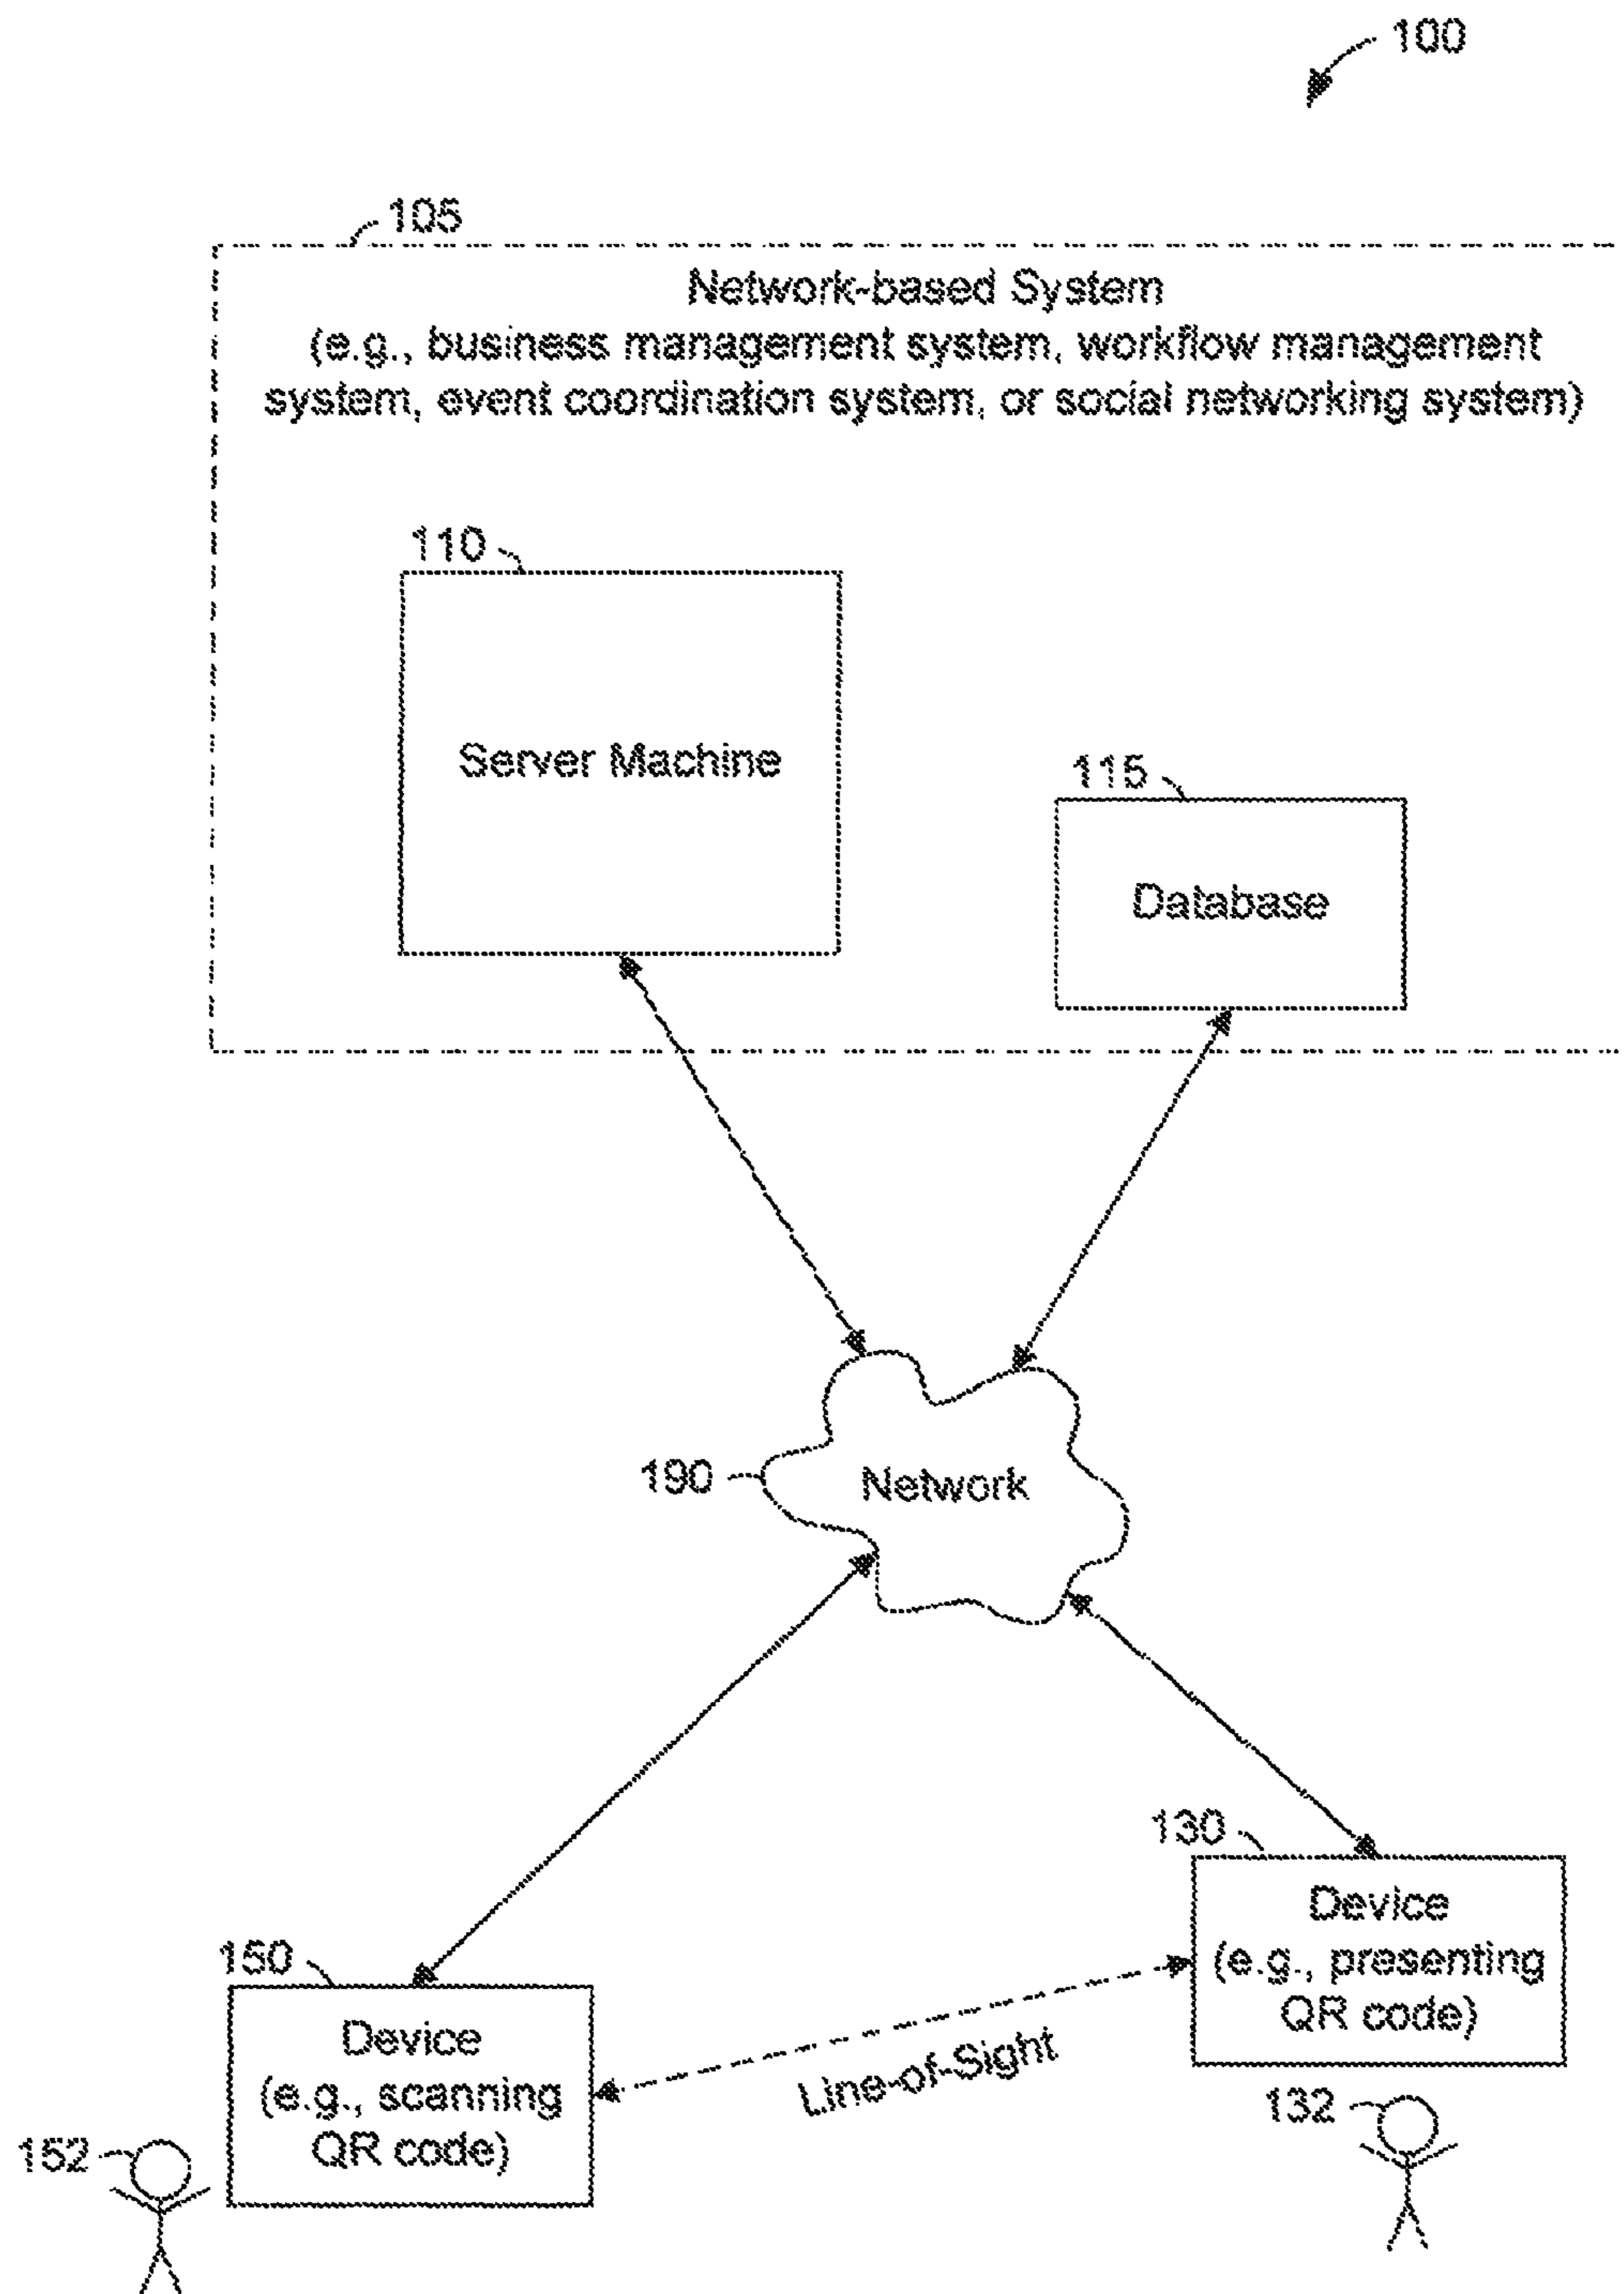 100
105
Network-based System
(e.g., business management system, workflow management
system, event coordination system, or social networking system)
110
Server Machine
115
Database
190
Network
130
Device
(e.g., presenting
QR code)
150
Device
(e.g., scanning
QR code)
Line-of-Sight
132
152